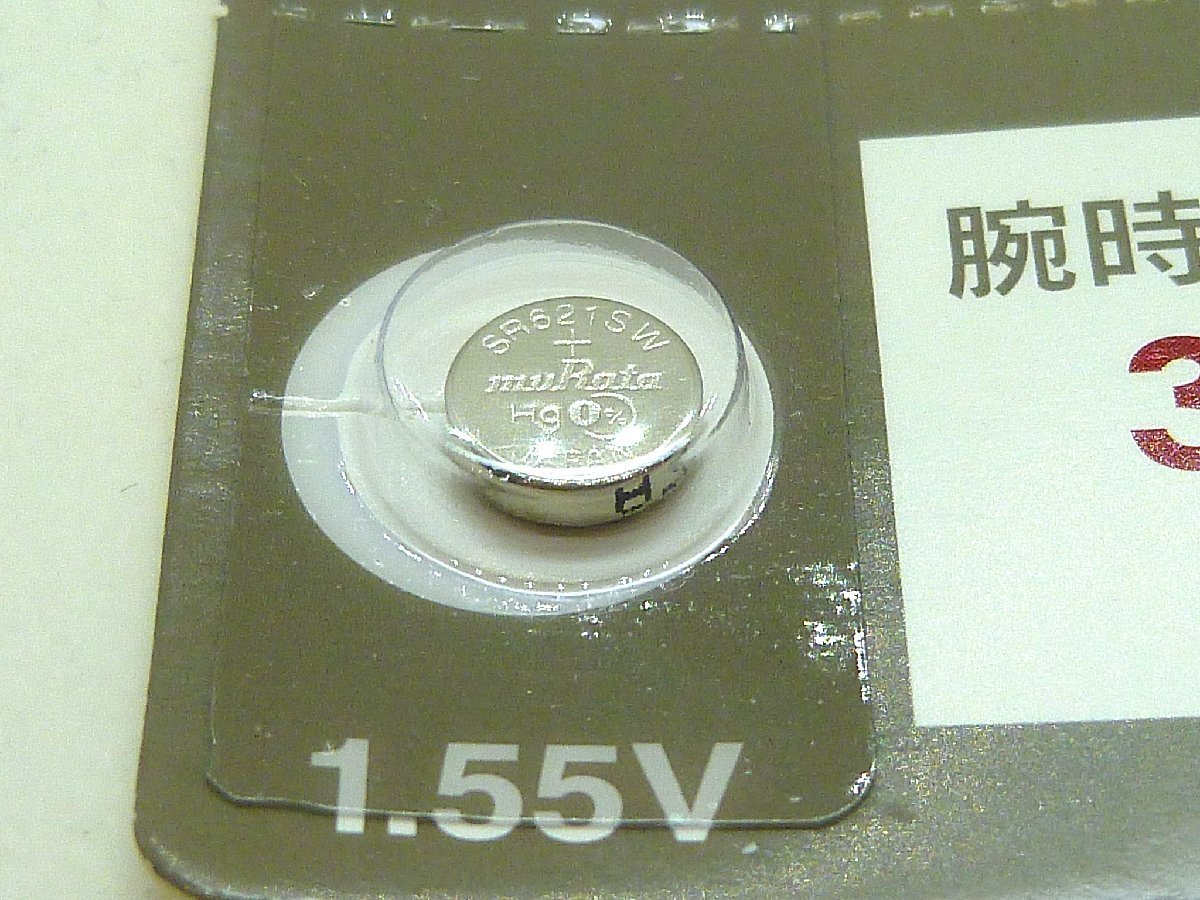 SR621SW
+
muRata
Hg0%
腕時
3
1.55V